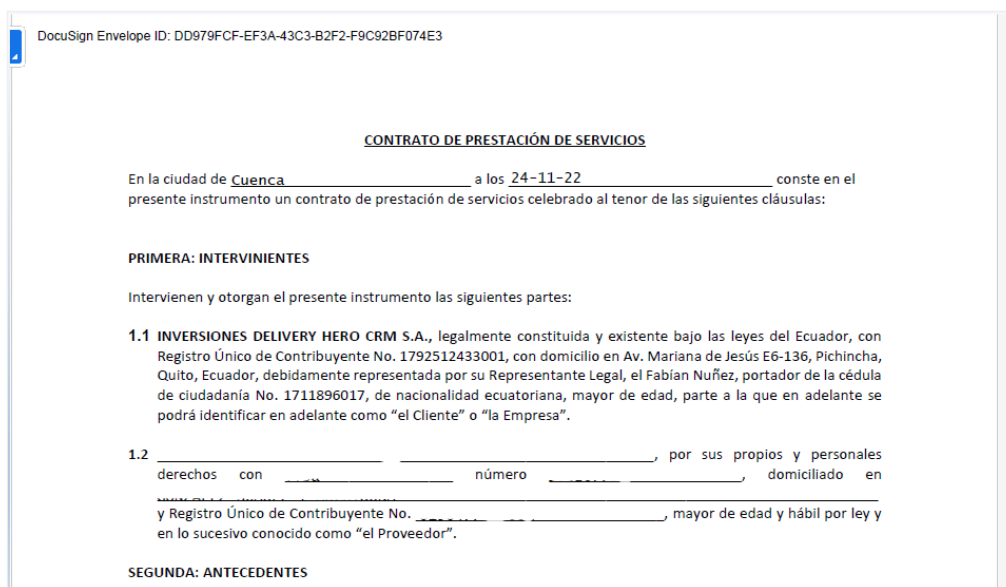 DocuSign Envelope ID: DD979FCF-EF3A-43C3-B2F2-F9C92BF074E3
CONTRATO DE PRESTACIÓN DE SERVICIOS
En la ciudad de Cuenca a los 24-11-22 conste en el
presente instrumento un contrato de prestación de servicios celebrado al tenor de las siguientes cláusulas:
PRIMERA: INTERVINIENTES
Intervienen y otorgan el presente instrumento las siguientes partes:
1.1 INVERSIONES DELIVERY HERO CRM S.A., legalmente constituida y existente bajo las leyes del Ecuador, con
Registro Único de Contribuyente No. 1792512433001, con domicilio en Av. Mariana de Jesús E6-136, Pichincha,
Quito, Ecuador, debidamente representada por su Representante Legal, el Fabían Nuñez, portador de la cédula
de ciudadanía No. 1711896017, de nacionalidad ecuatoriana, mayor de edad, parte a la que en adelante se
podrá identificar en adelante como “el Cliente” o “la Empresa”.
1.2 , por sus propios y personales
derechos con número , domiciliado en
y Registro Único de Contribuyente No. , mayor de edad y hábil por ley y
en lo sucesivo conocido como “el Proveedor”.
SEGUNDA: ANTECEDENTES